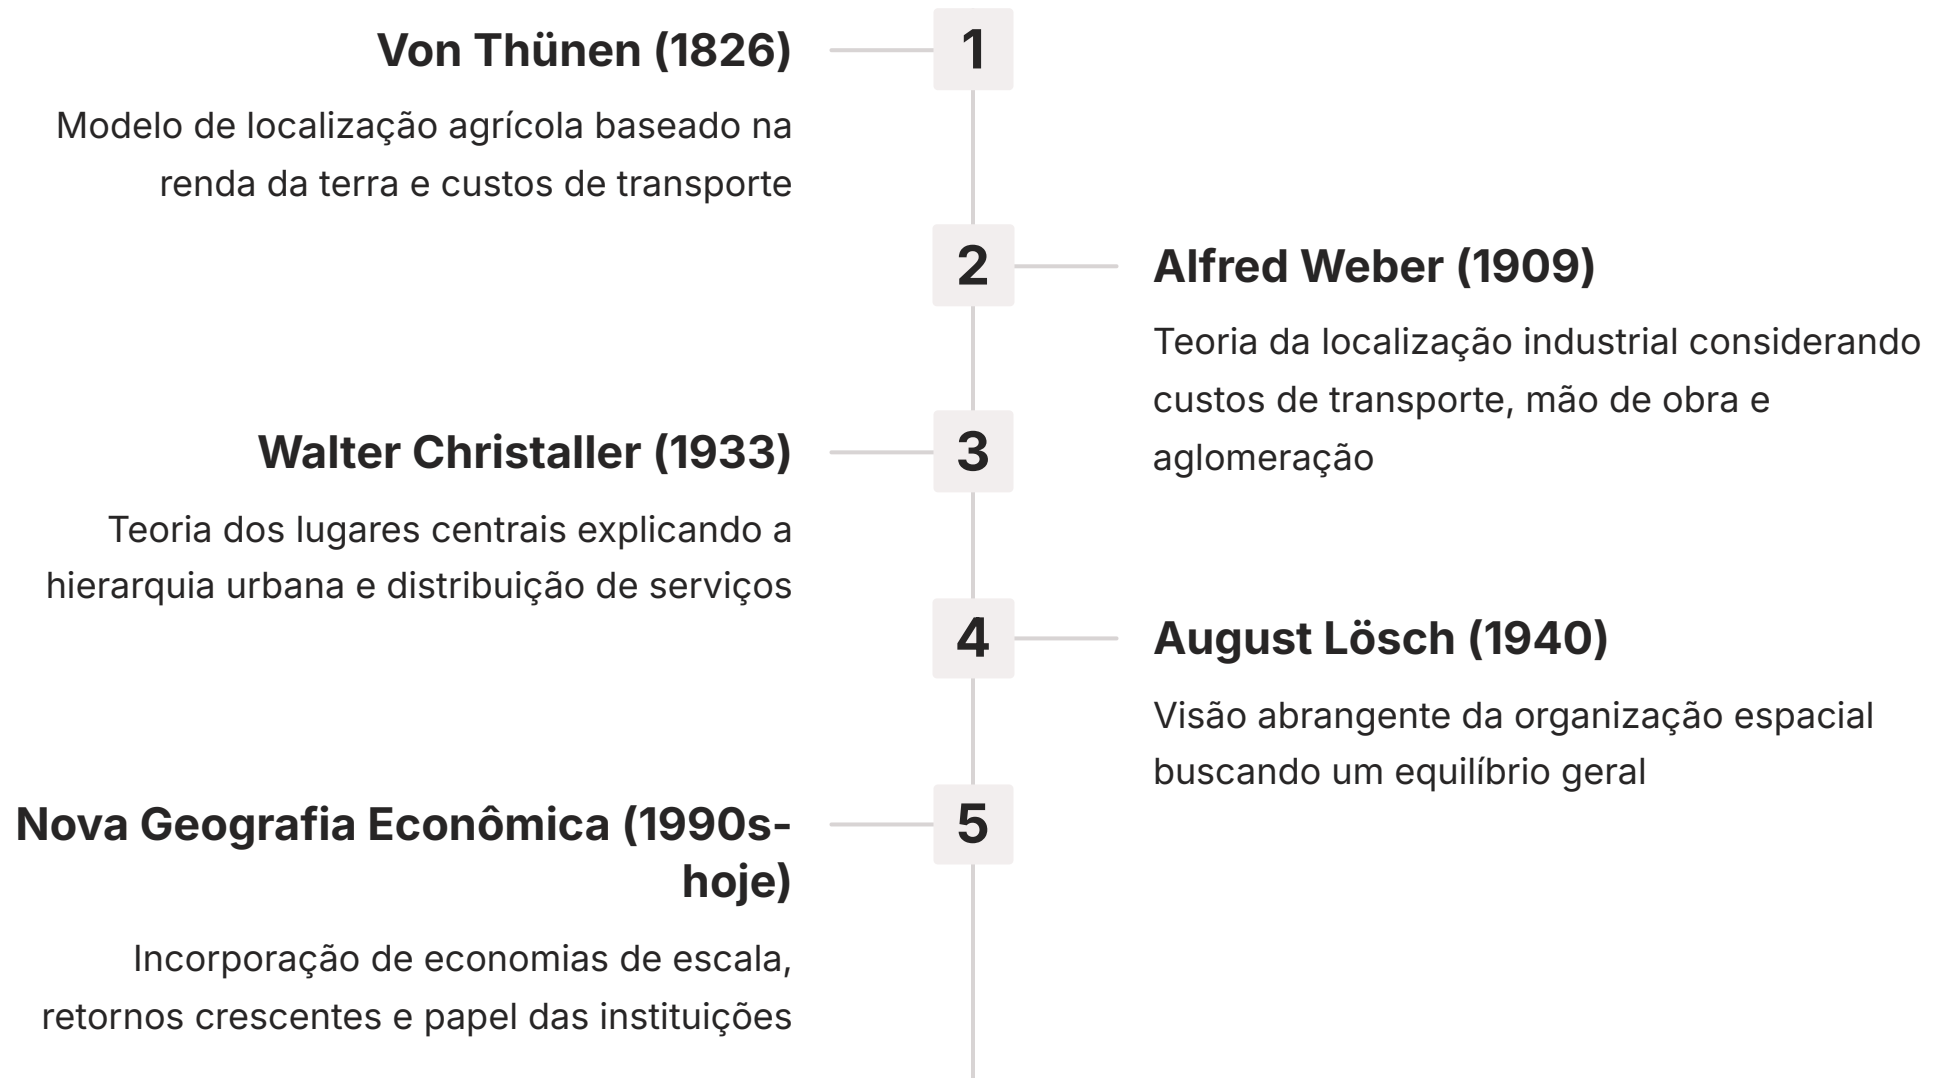 1
Von Thünen (1826)
Modelo de localização agrícola baseado na
renda da terra e custos de transporte
2
Alfred Weber (1909)
Teoria da localização industrial considerando
custos de transporte, mão de obra e
aglomeração
3
Walter Christaller (1933)
Teoria dos lugares centrais explicando a
hierarquia urbana e distribuição de serviços
4
August Lösch (1940)
Visão abrangente da organização espacial
buscando um equilíbrio geral
5
Nova Geografia Econômica (1990s-
hoje)
Incorporação de economias de escala,
retornos crescentes e papel das instituições